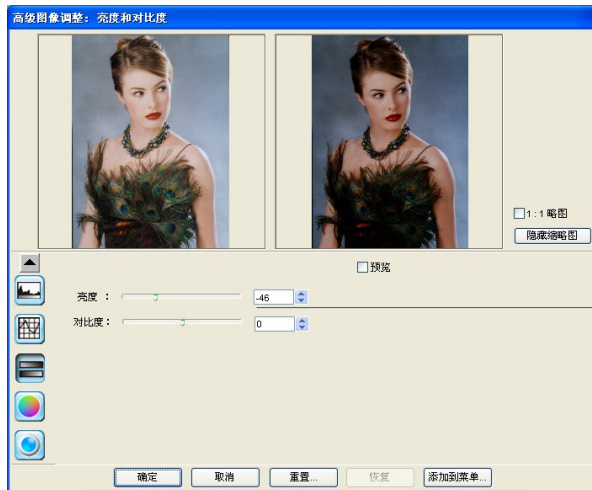 高级图像调整：亮度和对比度
1:1略图
隐藏缩略图
预览
亮度 : -46
对比度: 0
确定 取消 重置... 恢复 添加到菜单...